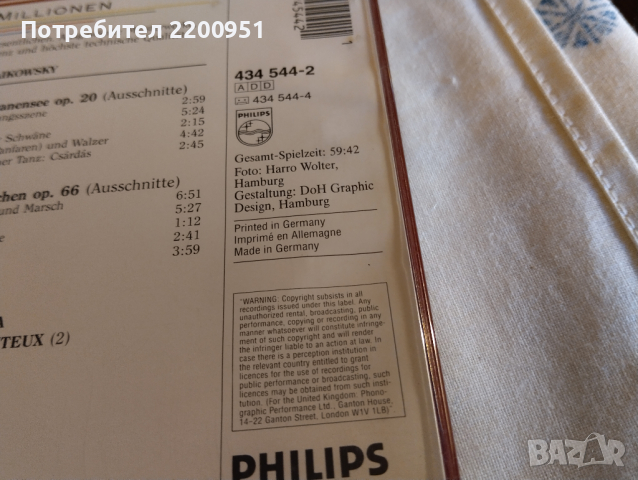 Потребител 2200951
MILLIONEN
und höchste technische
45442
AIKOWSKY
anensee op. 20 (Ausschnitte)
ngsszene 2:59
5:24
r Schwäne 2:15
anfaren) und Walzer 4:42
er Tanz: Csárdás 2:45
chen op. 66 (Ausschnitte)
6:51
und Marsch 5:27
1:12
e 2:41
3:59
A
TEUX (2)
434 544-2
A D D
434 544-4
PHILIPS
Gesamt-Spielzeit: 59:42
Foto: Harro Wolter,
Hamburg
Gestaltung: DoH Graphic
Design, Hamburg
Printed in Germany
Imprimé en Allemagne
Made in Germany
"WARNING: Copyright subsists in all
recordings issued under this label. Any
unauthorized rental, broadcasting, public
performance, copying or recording in any
manner whatsoever will constitute infringe-
ment of such copyright and will render
the infringer liable to an action at law. In
case there is a perception institution in
the relevant country entitled to grant
licences for the use of recordings for
public performance or broadcasting, such
licences may be obtained from such insti-
tution. (For the United Kingdom: Phono-
graphic Performance Ltd., Ganton House,
14-22 Ganton Street, London W1V 1LB)"
PHILIPS
BAZAR